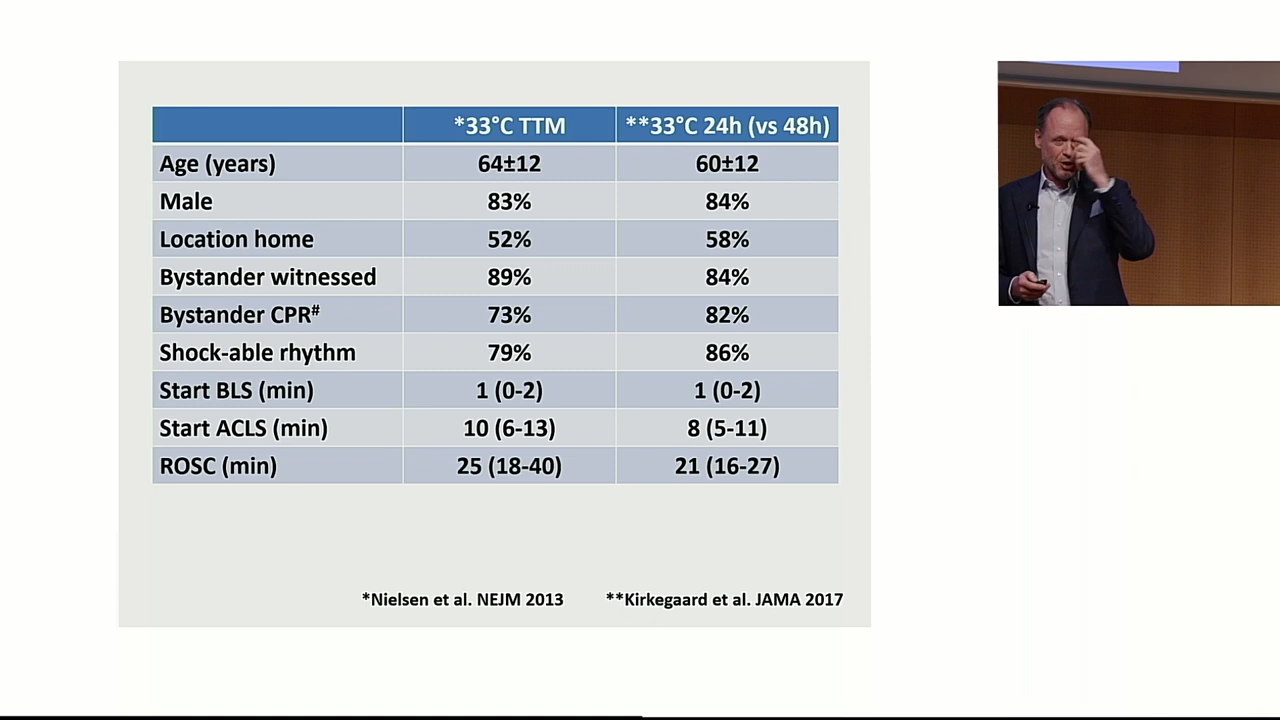 *33°C TTM **33°C 24h (vs 48h)
Age (years) 64±12 60±12
Male 83% 84%
Location home 52% 58%
Bystander witnessed 89% 84%
Bystander CPR# 73% 82%
Shock-able rhythm 79% 86%
Start BLS (min) 1 (0-2) 1 (0-2)
Start ACLS (min) 10 (6-13) 8 (5-11)
ROSC (min) 25 (18-40) 21 (16-27)
*Nielsen et al. NEJM 2013 **Kirkegaard et al. JAMA 2017